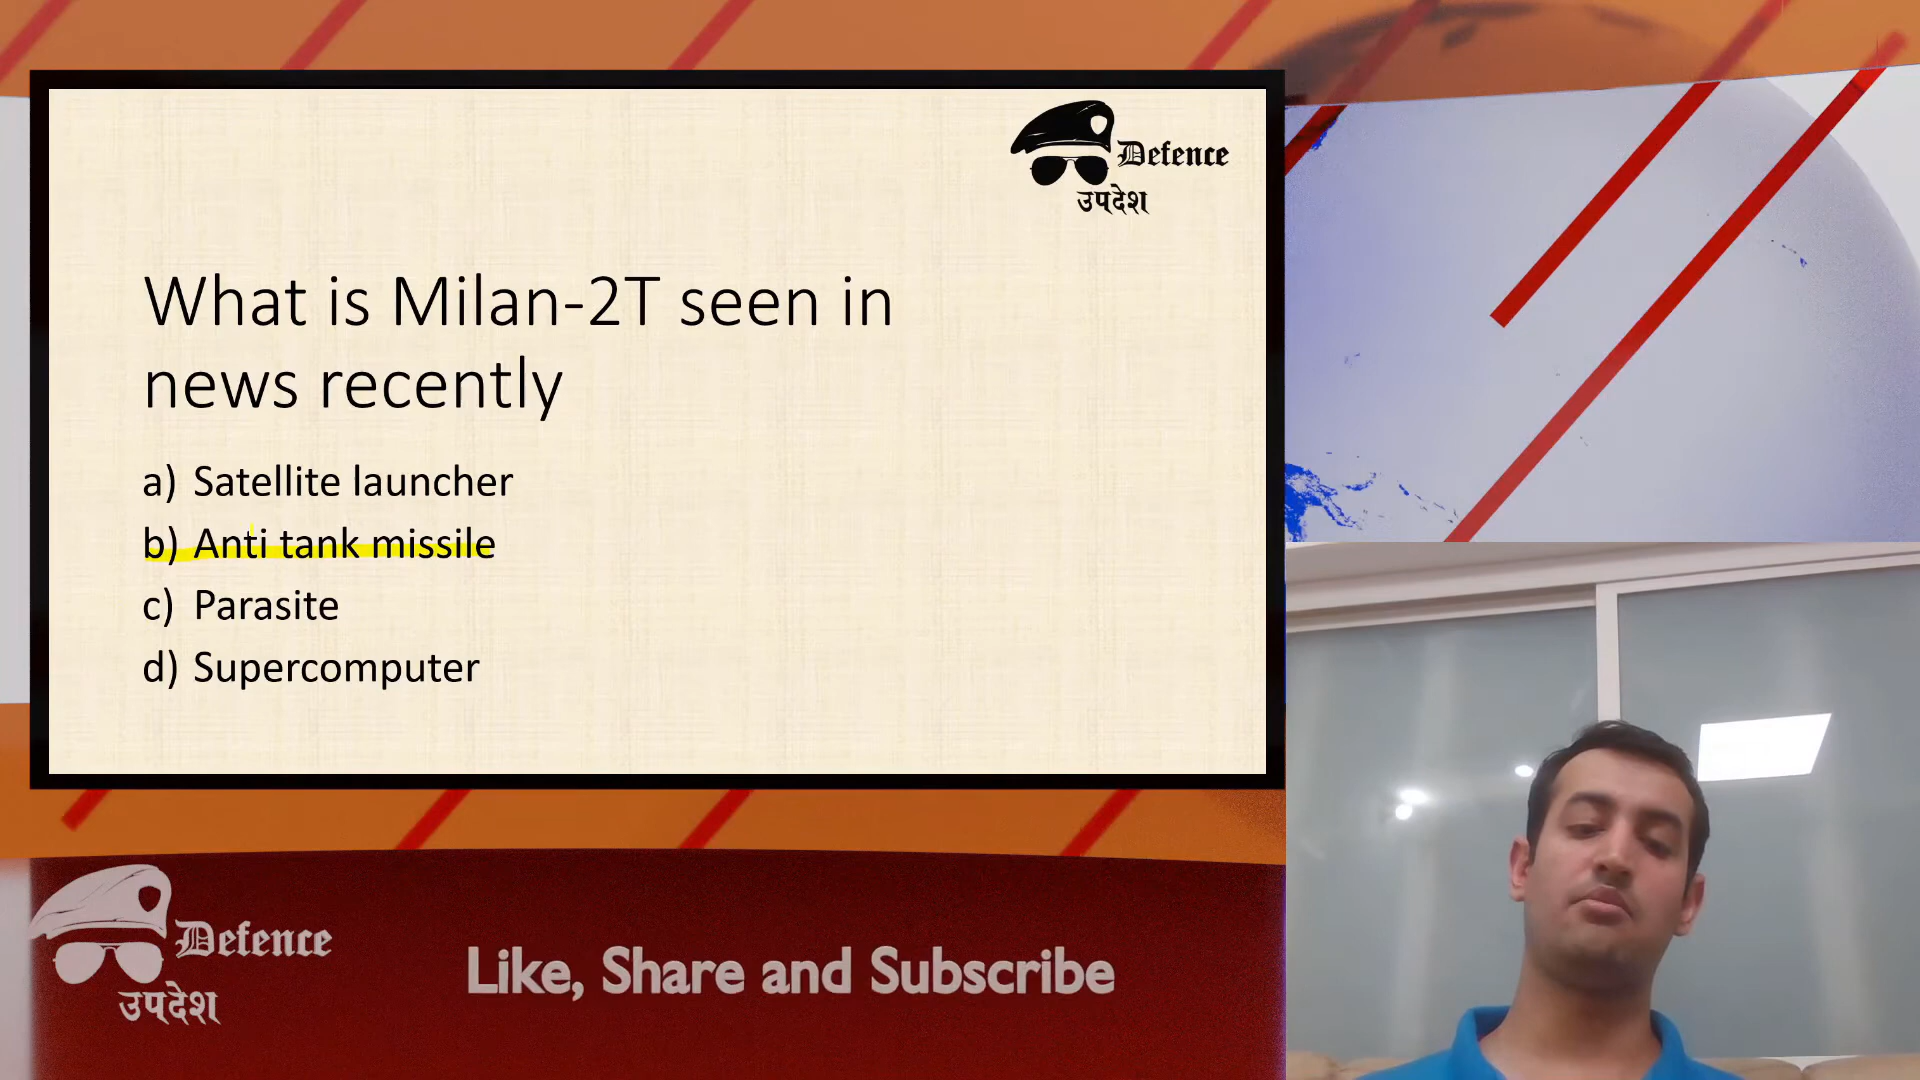 Defence
उपदेश
What is Milan-2T seen in
news recently
a) Satellite launcher
b) Anti tank missile
c) Parasite
d) Supercomputer
Defence
उपदेश
Like, Share and Subscribe